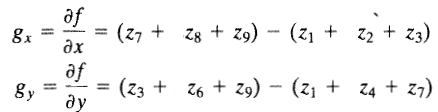 g_x = ∂f/∂x = (z_7 + z_8 + z_9) − (z_1 + z_2 + z_3)
g_y = ∂f/∂y = (z_3 + z_6 + z_9) − (z_1 + z_4 + z_7)